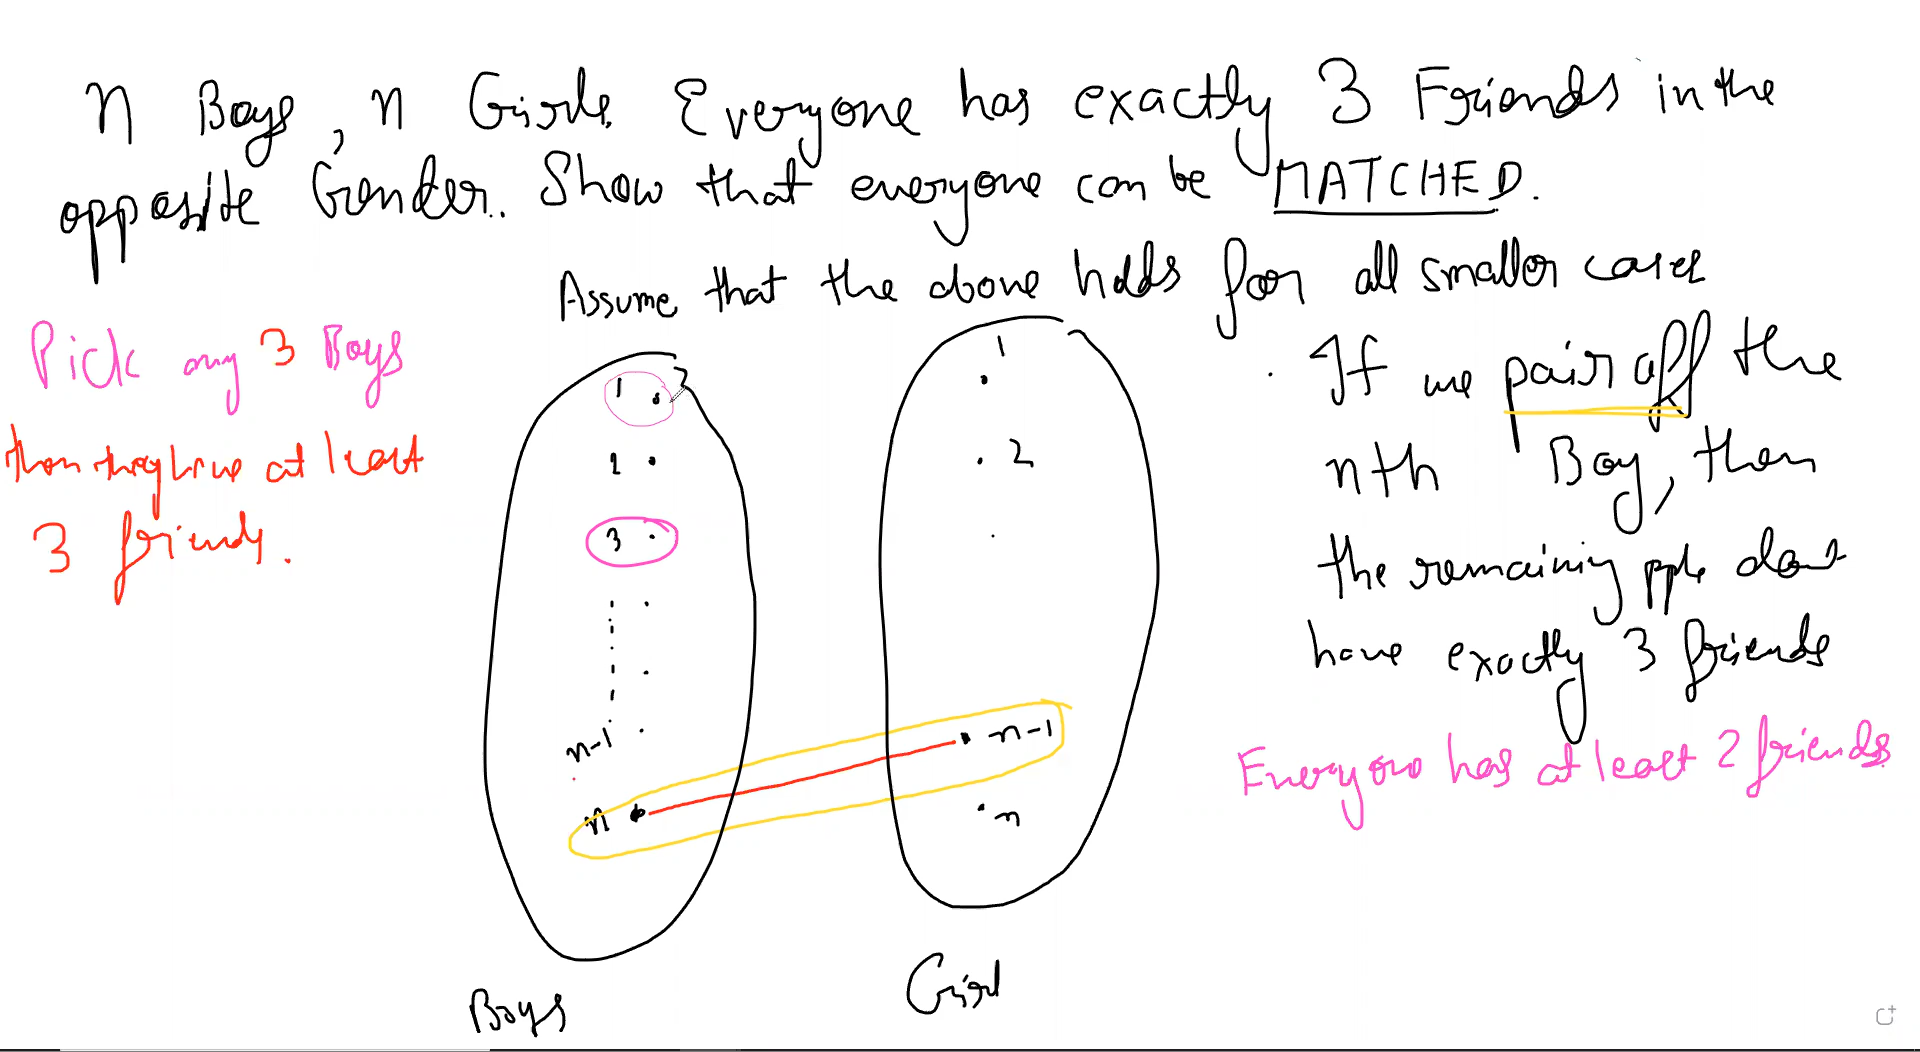 n Boys, n Girls. Everyone has exactly 3 Friends in the
opposite Gender. Show that everyone can be MATCHED.
Assume that the above holds for all smaller cases
Pick any 3 Boys
then they have at least
3 friends.
If we pair off the
nth Boy, then
the remaining ppl dont
have exactly 3 friends
Everyone has at least 2 friends
1
2
3
n-1
n
1
2
n-1
n
Boys
Girl